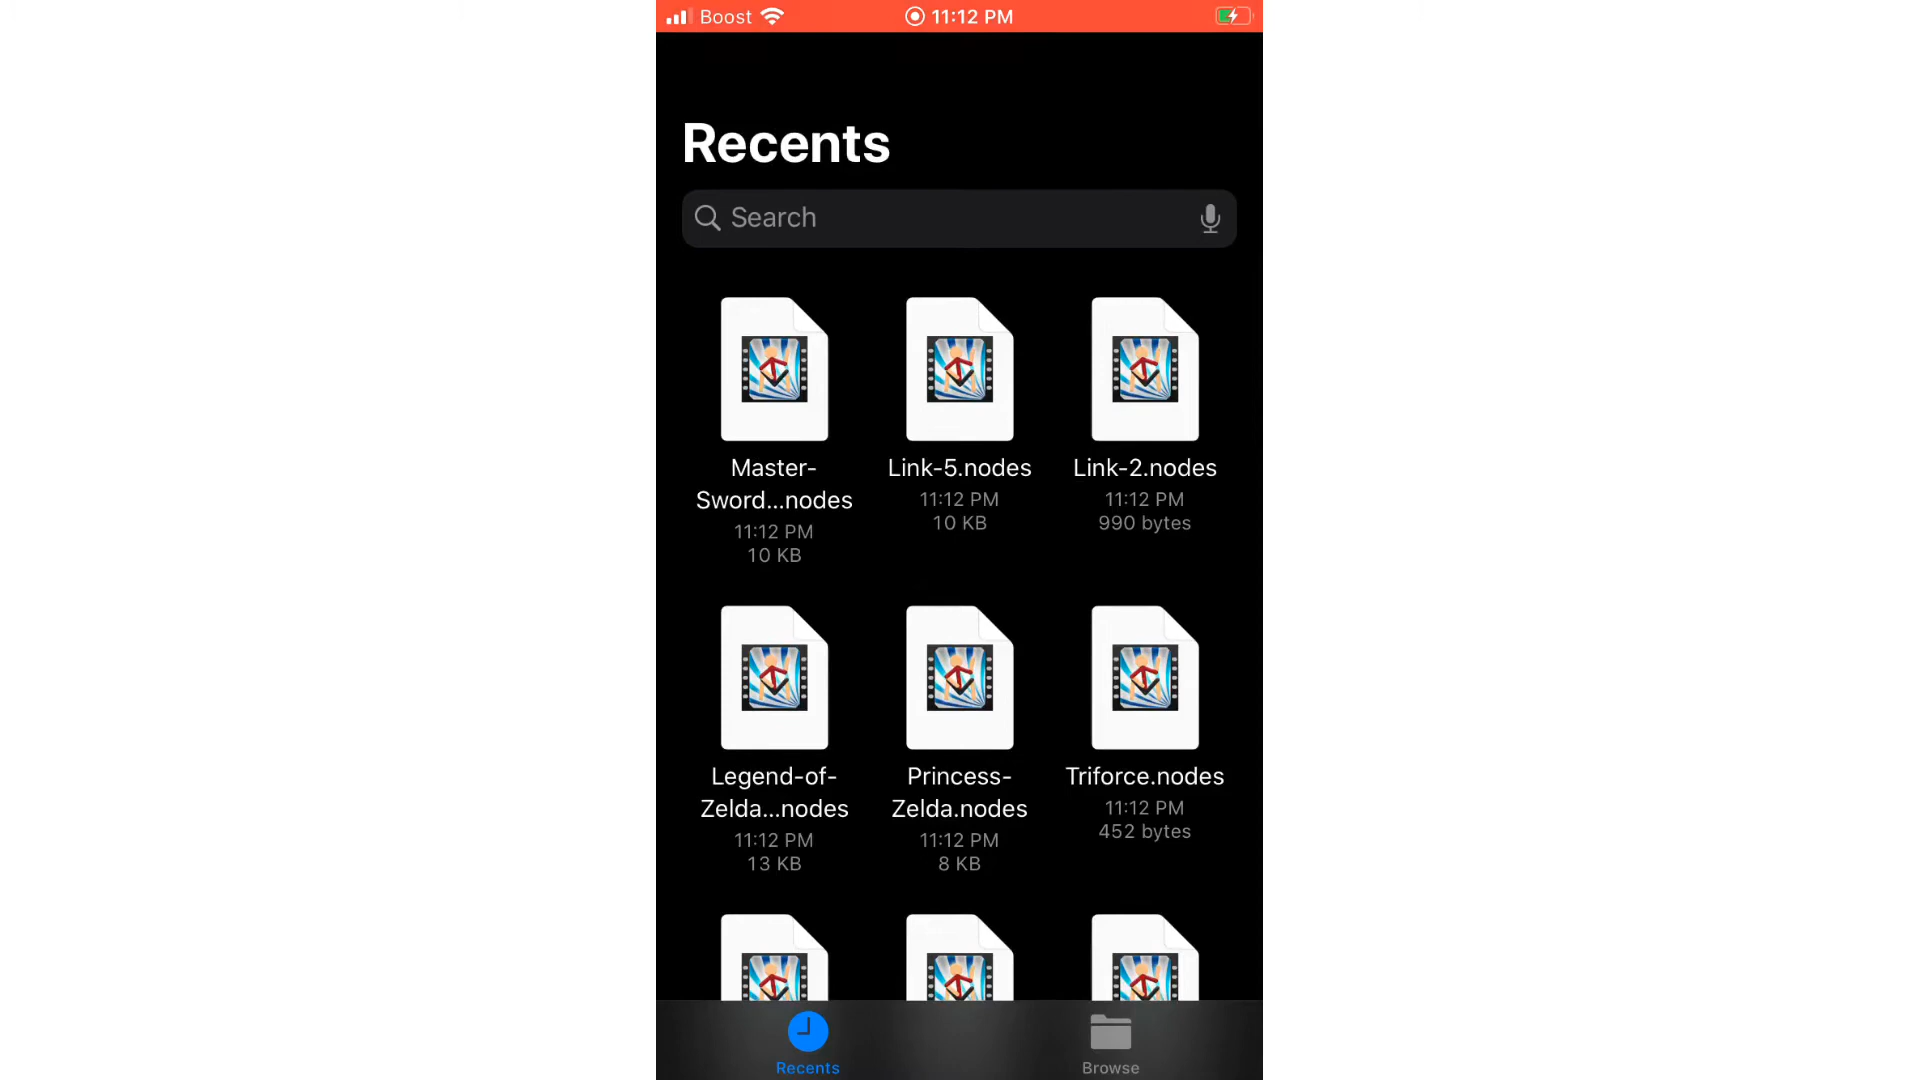 Boost 11:12 PM
Recents
Search
Master-
Sword...nodes
11:12 PM
10 KB
Link-5.nodes
11:12 PM
10 KB
Link-2.nodes
11:12 PM
990 bytes
Legend-of-
Zelda...nodes
11:12 PM
13 KB
Princess-
Zelda.nodes
11:12 PM
8 KB
Triforce.nodes
11:12 PM
452 bytes
Recents
Browse